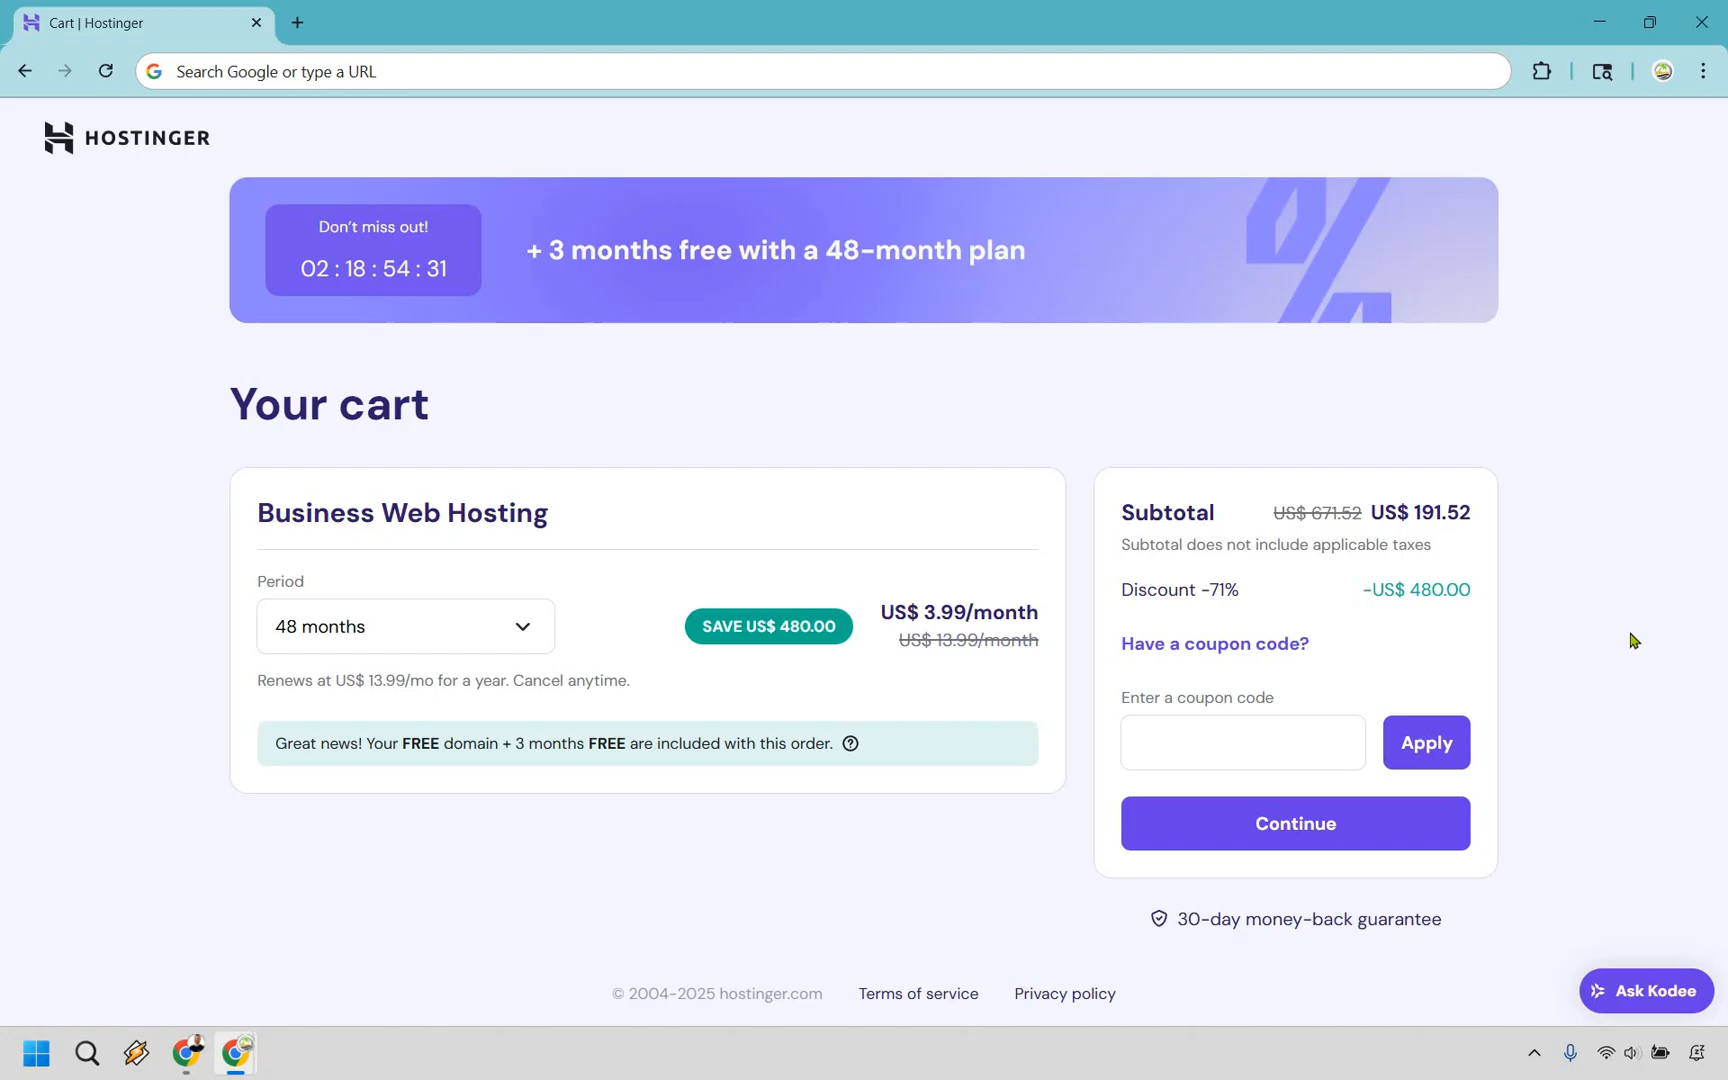 Cart | Hostinger
Search Google or type a URL
HOSTINGER
Don't miss out!
02 : 18 : 54 : 31
+ 3 months free with a 48-month plan
Your cart
Business Web Hosting
Period
48 months
SAVE US$ 480.00
US$ 3.99/month
US$ 13.99/month
Renews at US$ 13.99/mo for a year. Cancel anytime.
Great news! Your FREE domain + 3 months FREE are included with this order.
Subtotal US$ 671.52 US$ 191.52
Subtotal does not include applicable taxes
Discount -71% -US$ 480.00
Have a coupon code?
Enter a coupon code
Apply
Continue
30-day money-back guarantee
© 2004-2025 hostinger.com Terms of service Privacy policy
Ask Kodee